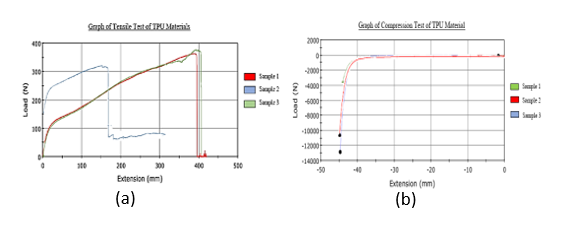 Graph of Tensile Test of TPU Materials
400
300
200
100
0
0 100 200 300 400 500
Load (N)
Extension (mm)
Sample 1
Sample 2
Sample 3
(a)
Graph of Compression Test of TPU Material
2000
0
-2000
-4000
-6000
-8000
-10000
-12000
-14000
-50 -40 -30 -20 -10 0
Load (N)
Extension (mm)
Sample 1
Sample 2
Sample 3
(b)